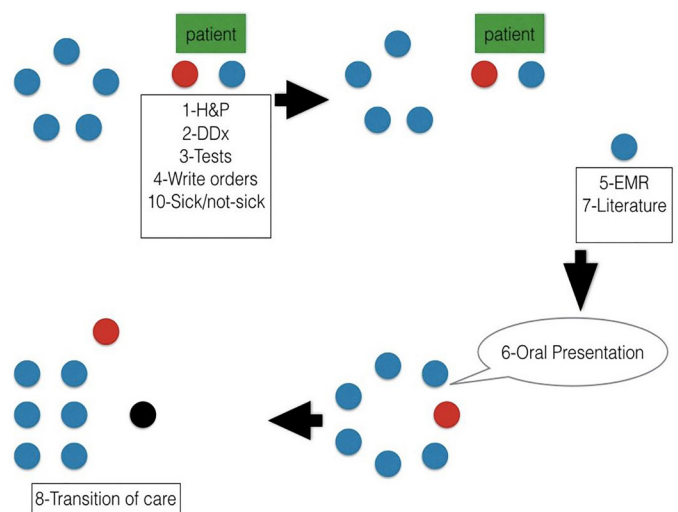 patient
1-H&P
2-DDx
3-Tests
4-Write orders
10-Sick/not-sick
patient
5-EMR
7-Literature
6-Oral Presentation
8-Transition of care